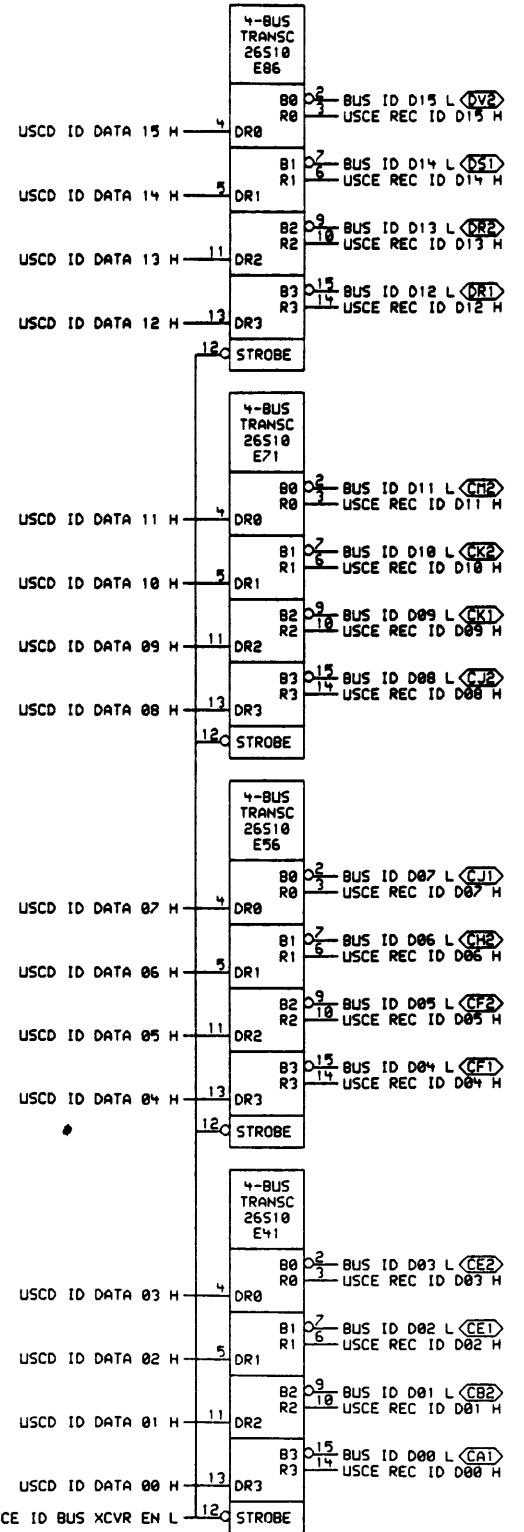 4-BUS
TRANSC
26S10
E86
B0 2 BUS ID D15 L DV2
R0 3 USCE REC ID D15 H
USCD ID DATA 15 H 4 DR0
B1 7 BUS ID D14 L DS1
R1 6 USCE REC ID D14 H
USCD ID DATA 14 H 5 DR1
B2 9 BUS ID D13 L DR2
R2 10 USCE REC ID D13 H
USCD ID DATA 13 H 11 DR2
B3 15 BUS ID D12 L DR1
R3 14 USCE REC ID D12 H
USCD ID DATA 12 H 13 DR3
12 STROBE
4-BUS
TRANSC
26S10
E71
B0 2 BUS ID D11 L CM2
R0 3 USCE REC ID D11 H
USCD ID DATA 11 H 4 DR0
B1 7 BUS ID D10 L CK2
R1 6 USCE REC ID D10 H
USCD ID DATA 10 H 5 DR1
B2 9 BUS ID D09 L CK1
R2 10 USCE REC ID D09 H
USCD ID DATA 09 H 11 DR2
B3 15 BUS ID D08 L CJ2
R3 14 USCE REC ID D08 H
USCD ID DATA 08 H 13 DR3
12 STROBE
4-BUS
TRANSC
26S10
E56
B0 2 BUS ID D07 L CJ1
R0 3 USCE REC ID D07 H
USCD ID DATA 07 H 4 DR0
B1 7 BUS ID D06 L CH2
R1 6 USCE REC ID D06 H
USCD ID DATA 06 H 5 DR1
B2 9 BUS ID D05 L CF2
R2 10 USCE REC ID D05 H
USCD ID DATA 05 H 11 DR2
B3 15 BUS ID D04 L CF1
R3 14 USCE REC ID D04 H
USCD ID DATA 04 H 13 DR3
12 STROBE
4-BUS
TRANSC
26S10
E41
B0 2 BUS ID D03 L CE2
R0 3 USCE REC ID D03 H
USCD ID DATA 03 H 4 DR0
B1 7 BUS ID D02 L CE1
R1 6 USCE REC ID D02 H
USCD ID DATA 02 H 5 DR1
B2 9 BUS ID D01 L CB2
R2 10 USCE REC ID D01 H
USCD ID DATA 01 H 11 DR2
B3 15 BUS ID D00 L CA1
R3 14 USCE REC ID D00 H
USCD ID DATA 00 H 13 DR3
CE ID BUS XCVR EN L 12 STROBE